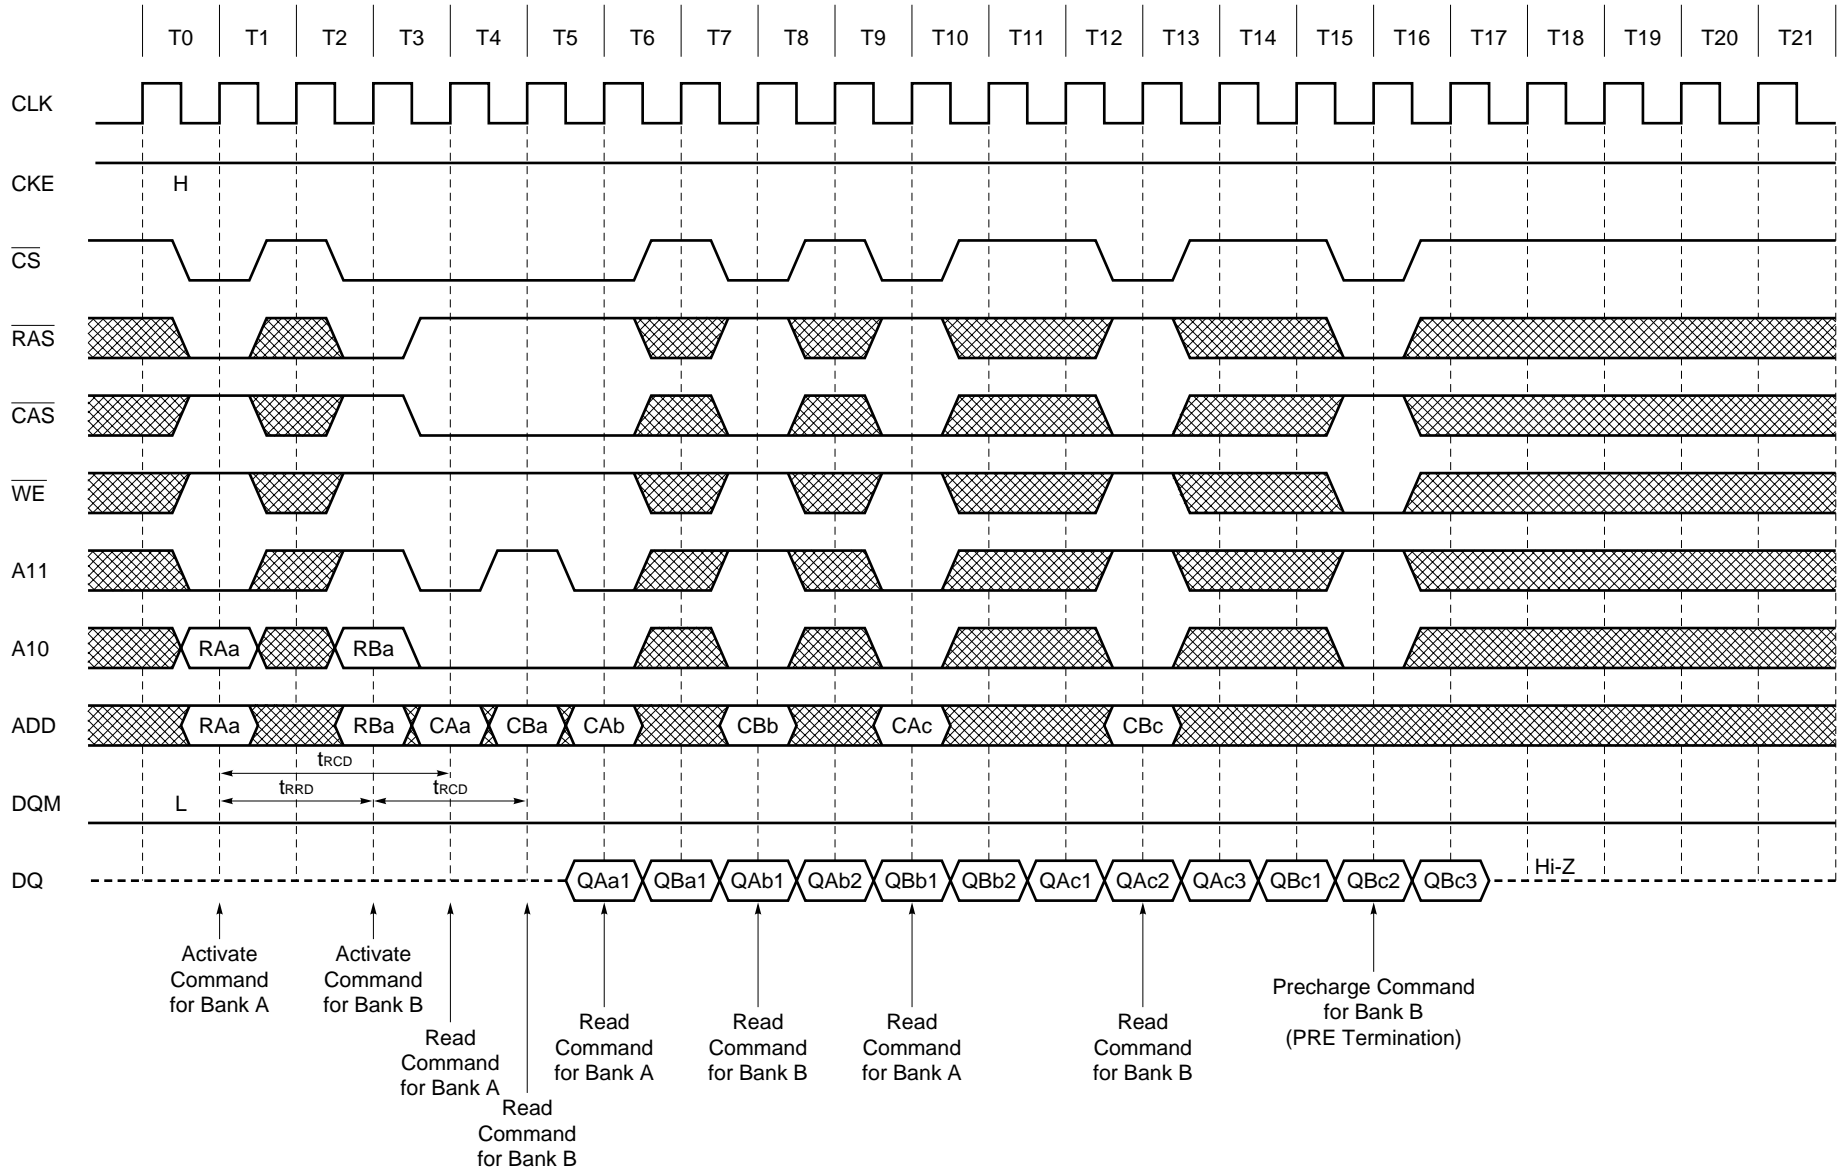 T0 T1 T2 T3 T4 T5 T6 T7 T8 T9 T10 T11 T12 T13 T14 T15 T16 T17 T18 T19 T20 T21
CLK
CKE H
CS
RAS
CAS
WE
A11
A10 RAa RBa
ADD RAa RBa CAa CBa CAb CBb CAc CBc
tRCD
tRRD tRCD
DQM L
DQ QAa1 QBa1 QAb1 QAb2 QBb1 QBb2 QAc1 QAc2 QAc3 QBc1 QBc2 QBc3 Hi-Z
Activate
Command
for Bank A
Activate
Command
for Bank B
Read
Command
for Bank A
Read
Command
for Bank B
Read
Command
for Bank A
Read
Command
for Bank B
Read
Command
for Bank A
Read
Command
for Bank B
Precharge Command
for Bank B
(PRE Termination)